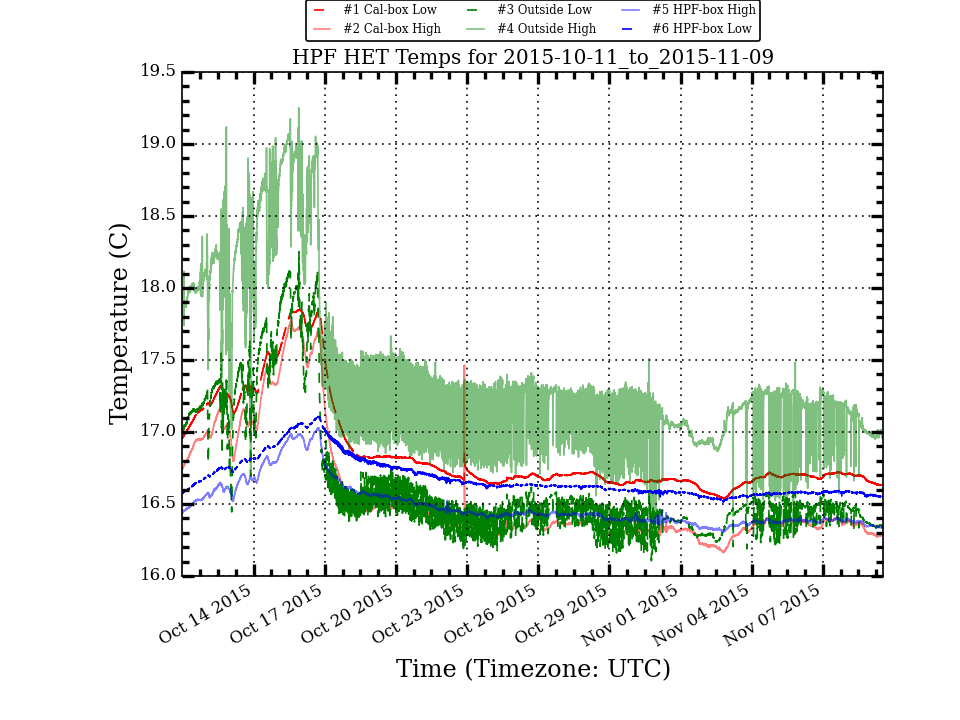 #1 Cal-box Low #3 Outside Low #5 HPF-box High
#2 Cal-box High #4 Outside High #6 HPF-box Low
HPF HET Temps for 2015-10-11_to_2015-11-09
19.5
19.0
18.5
18.0
17.5
17.0
16.5
16.0
Temperature (C)
Oct 14 2015
Oct 17 2015
Oct 20 2015
Oct 23 2015
Oct 26 2015
Oct 29 2015
Nov 01 2015
Nov 04 2015
Nov 07 2015
Time (Timezone: UTC)